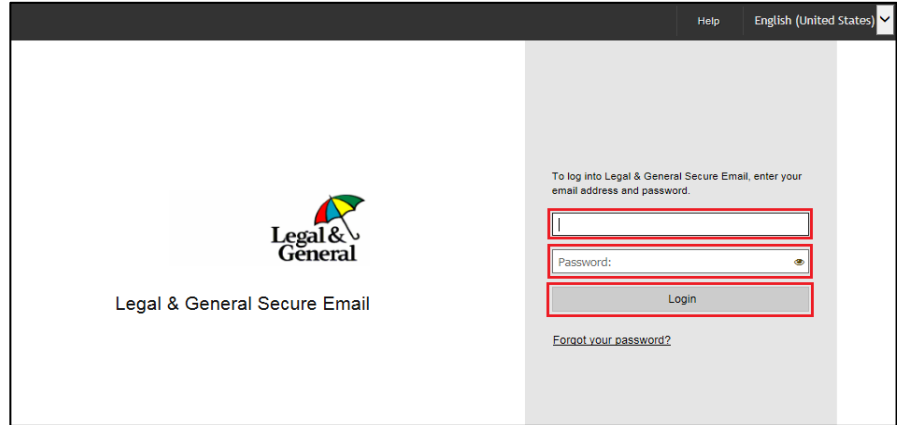 Help
English (United States)
Legal &
General
Legal & General Secure Email
To log into Legal & General Secure Email, enter your
email address and password.
Password:
Login
Forgot your password?